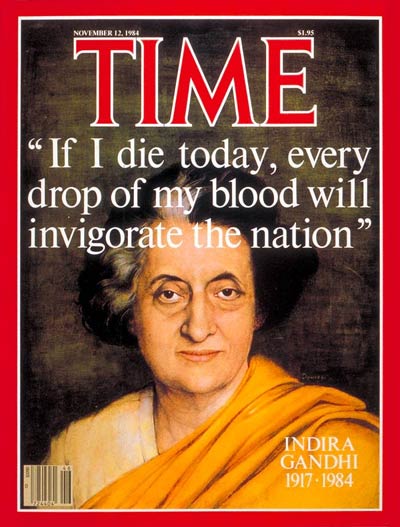 NOVEMBER 12, 1984 $1.95
TIME
“If I die today, every
drop of my blood will
invigorate the nation”
INDIRA
GANDHI
1917·1984